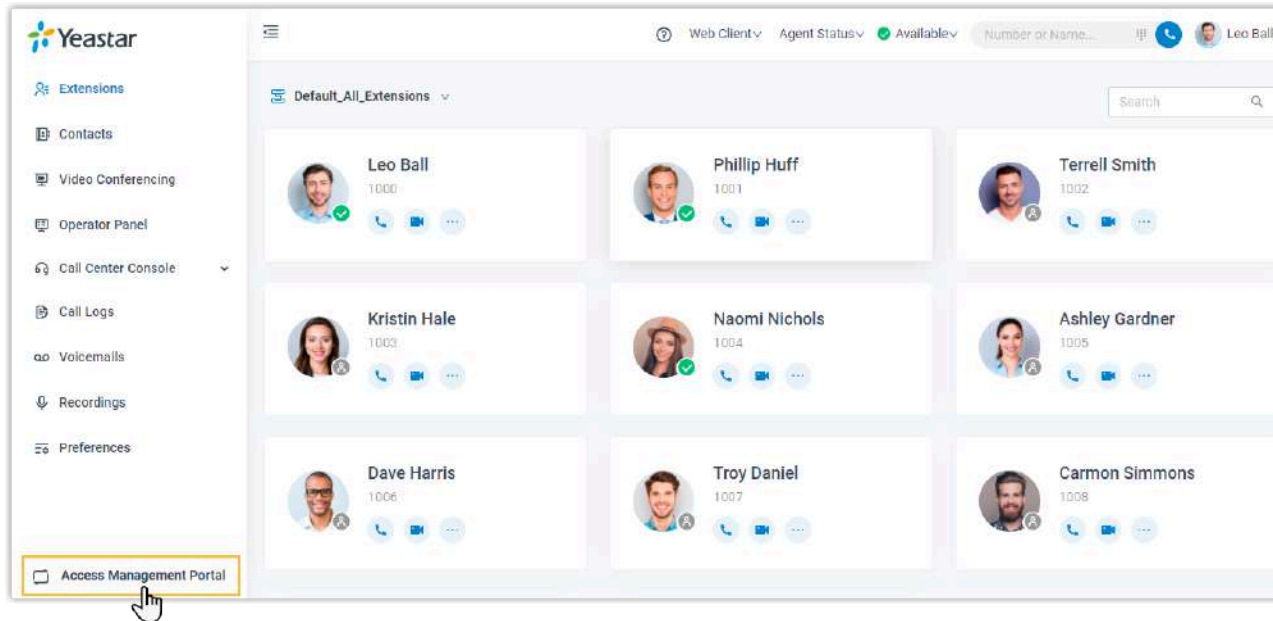 Yeastar
Web Client Agent Status Available Number or Name... Leo Ball
Extensions
Contacts
Video Conferencing
Operator Panel
Call Center Console
Call Logs
Voicemails
Recordings
Preferences
Access Management Portal
Default_All_Extensions
Search
Leo Ball
1000
Phillip Huff
1001
Terrell Smith
1002
Kristin Hale
1003
Naomi Nichols
1004
Ashley Gardner
1005
Dave Harris
1006
Troy Daniel
1007
Carmon Simmons
1008